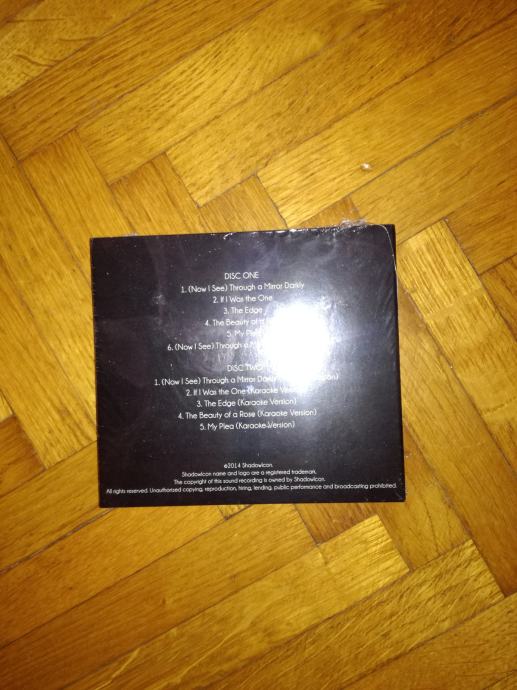 DISC ONE
1. (Now I See) Through a Mirror Darkly
2. If I Was the One
3. The Edge
4. The Beauty of a
5. My
6. (Now I See) Through a
DISC TWO
1. (Now I See) Through a Mirror Darkly
2. If I Was the One (Karaoke
3. The Edge (Karaoke Version)
4. The Beauty of a Rose (Karaoke Version)
5. My Plea (Karaoke Version)
©2014 ShadowIcon.
ShadowIcon name and logo are a registered trademark.
The copyright of this sound recording is owned by ShadowIcon.
All rights reserved. Unauthorized copying, reproduction, hiring, lending, public performance and broadcasting prohibited.